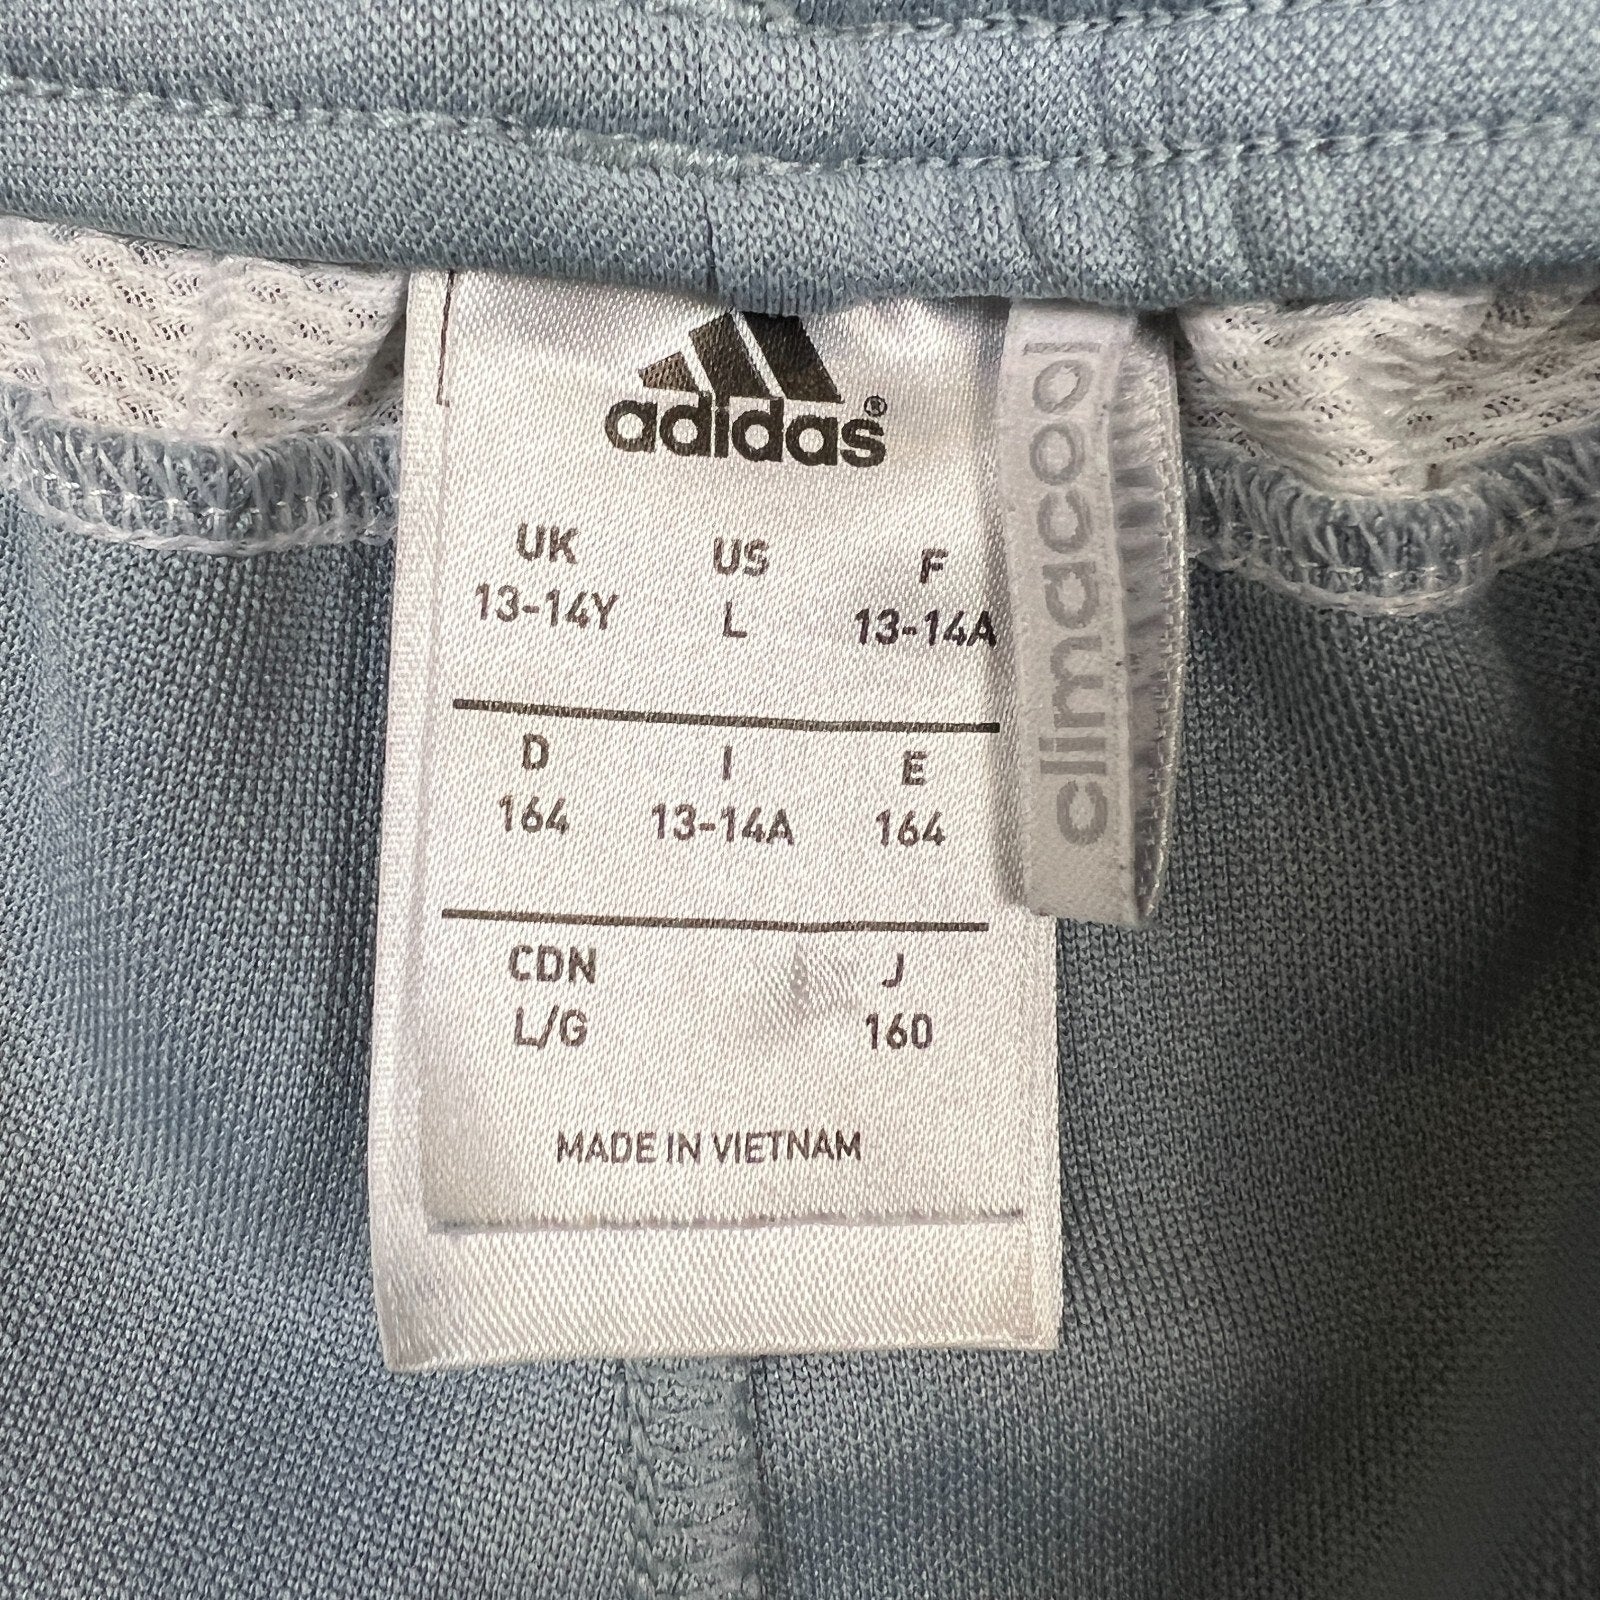 adidas®
UK US F
13-14Y L 13-14A
D I E
164 13-14A 164
CDN J
L/G 160
MADE IN VIETNAM
climacool